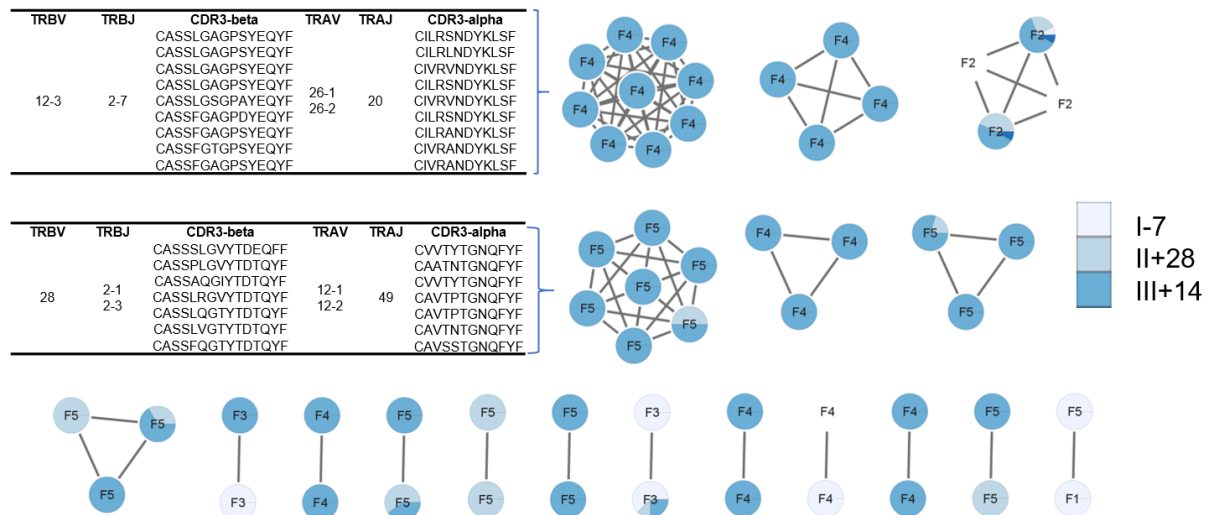 TRBV TRBJ CDR3-beta TRAV TRAJ CDR3-alpha
CASSLGAGPSYEQYF CILRSNDYKLSF
CASSLGAGPSYEQYF CILRLNDYKLSF
CASSLGAGPSYEQYF CIVRVNDYKLSF
CASSLGAGPSYEQYF CILRSNDYKLSF
12-3 2-7 CASSLGSGPAYEQYF 26-1 26-2 20 CIVRVNDYKLSF
CASSFGAGPDYEQYF CILRSNDYKLSF
CASSFGAGPSYEQYF CILRANDYKLSF
CASSFGTGPSYEQYF CIVRANDYKLSF
CASSFGAGPSYEQYF CIVRANDYKLSF
F4 F4 F4 F4 F4 F4 F4 F4 F4
F4 F4 F4 F4
F2 F2 F2 F2
TRBV TRBJ CDR3-beta TRAV TRAJ CDR3-alpha
CASSSLGVYTDEQFF CVVTYTGNQFYF
CASSPLGVYTDTQYF CAATNTGNQFYF
CASSAQGIYTDTQYF CVVTYTGNQFYF
28 2-1 2-3 CASSLRGVYTDTQYF 12-1 12-2 49 CAVTPTGNQFYF
CASSLQGTYTDTQYF CAVTPTGNQFYF
CASSLVGTYTDTQYF CAVTNTGNQFYF
CASSFQGTYTDTQYF CAVSSTGNQFYF
F5 F5 F5 F5 F5 F5 F5
F4 F4 F4
F5 F5 F5
I-7
II+28
III+14
F5 F5 F3 F4 F5 F5 F5 F3 F4 F4 F4 F5 F5
F5 F3 F4 F5 F5 F5 F3 F4 F4 F4 F5 F1